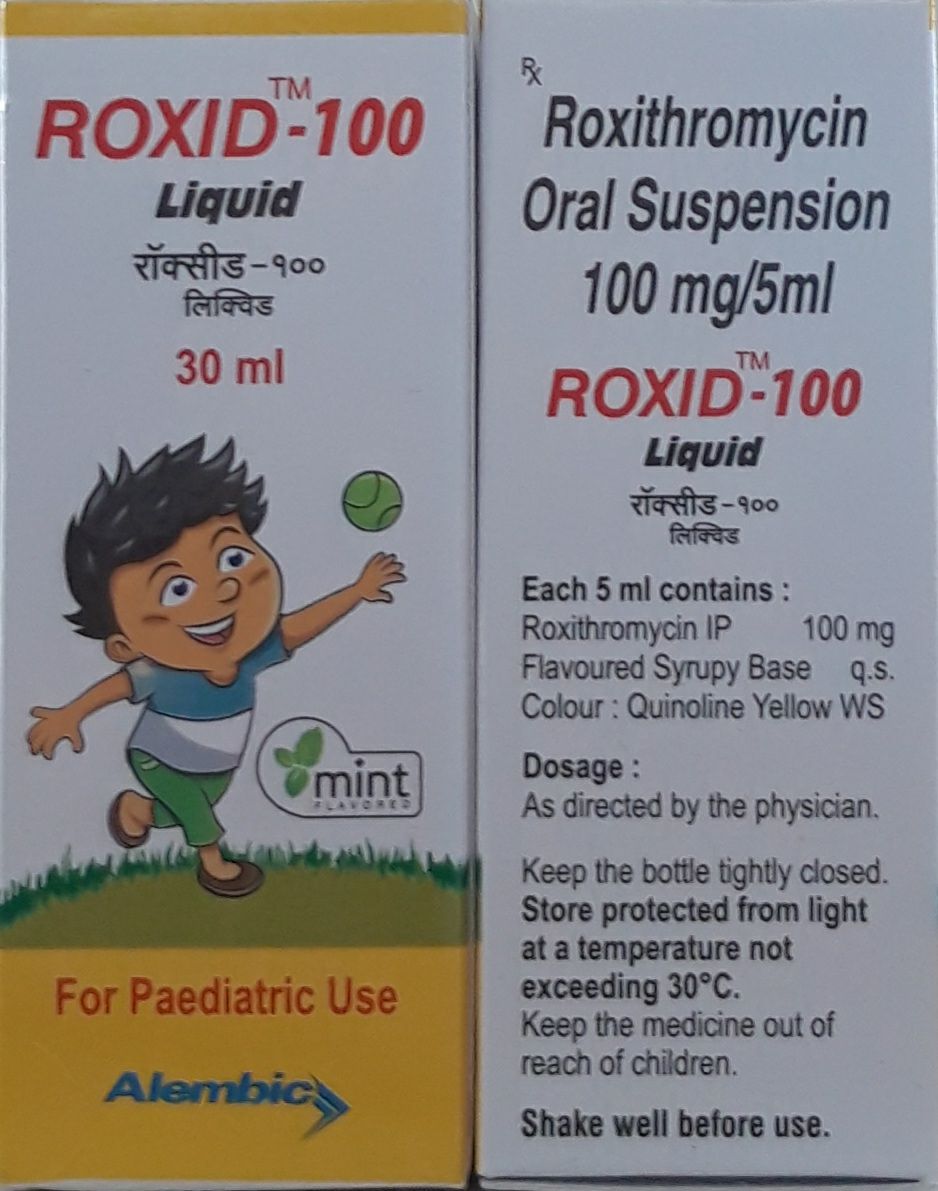 ROXID™-100
Liquid
रॉक्सीड-१००
लिक्विड
30 ml
mint
FLAVORED
For Paediatric Use
Alembic
Rx
Roxithromycin
Oral Suspension
100 mg/5ml
ROXID™-100
Liquid
रॉक्सीड-१००
लिक्विड
Each 5 ml contains :
Roxithromycin IP 100 mg
Flavoured Syrupy Base q.s.
Colour : Quinoline Yellow WS
Dosage :
As directed by the physician.
Keep the bottle tightly closed.
Store protected from light
at a temperature not
exceeding 30°C.
Keep the medicine out of
reach of children.
Shake well before use.